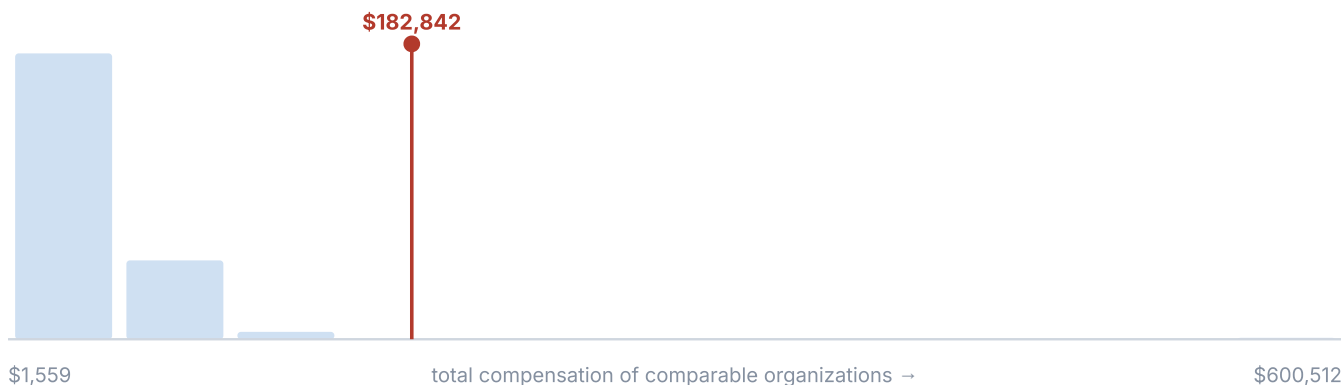 $182,842
$1,559 total compensation of comparable organizations → $600,512